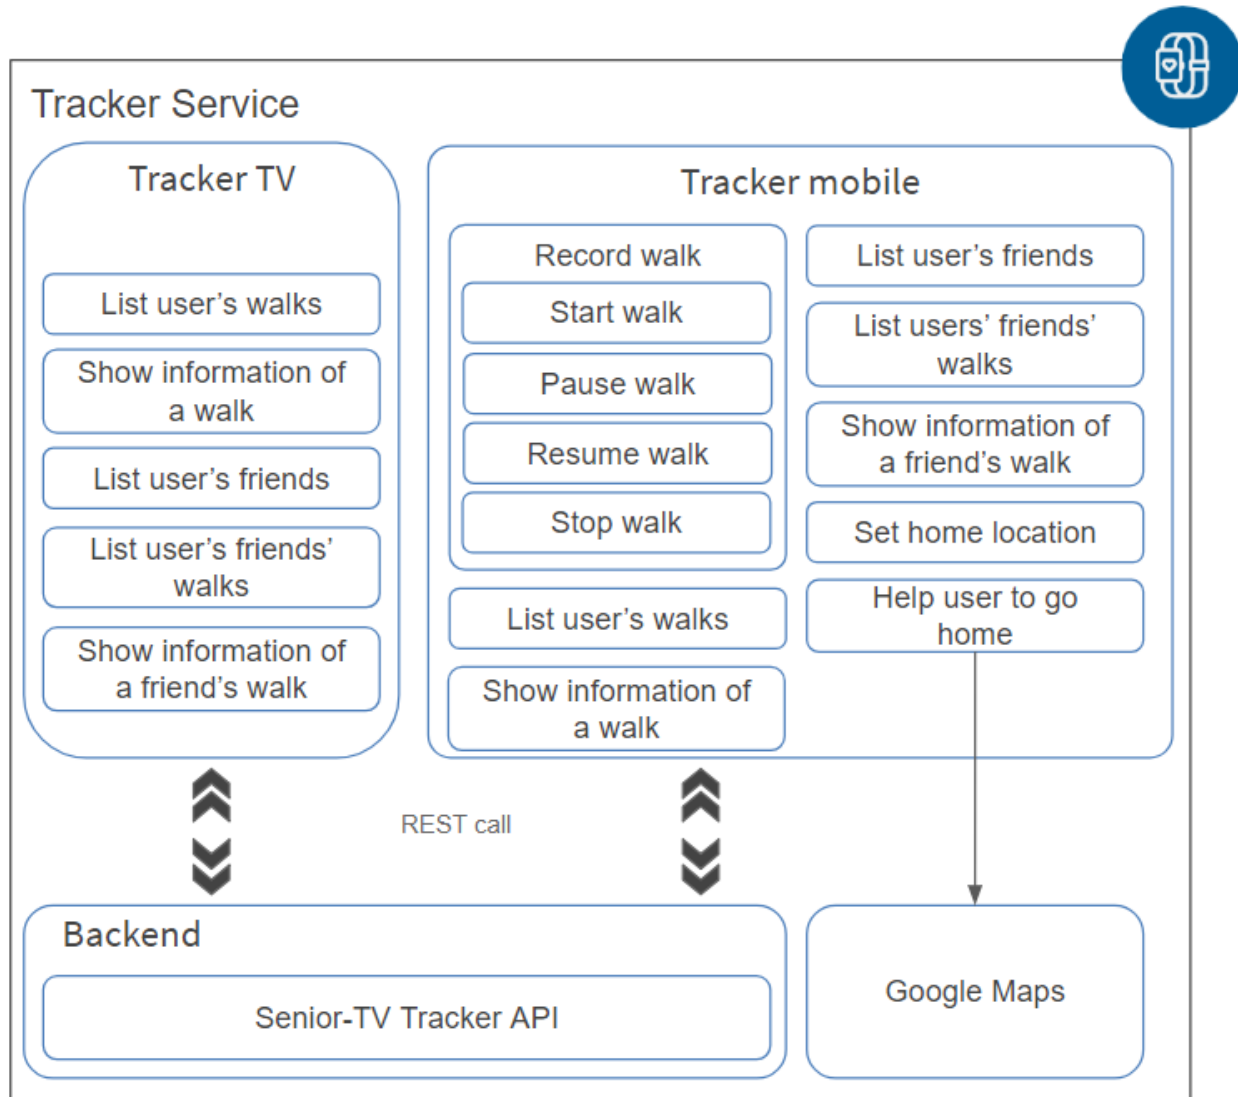 Tracker Service
Tracker TV
List user’s walks
Show information of
a walk
List user’s friends
List user’s friends’
walks
Show information of
a friend’s walk
Tracker mobile
Record walk
Start walk
Pause walk
Resume walk
Stop walk
List user’s walks
Show information of
a walk
List user’s friends
List users’ friends’
walks
Show information of
a friend’s walk
Set home location
Help user to go
home
REST call
Backend
Senior-TV Tracker API
Google Maps